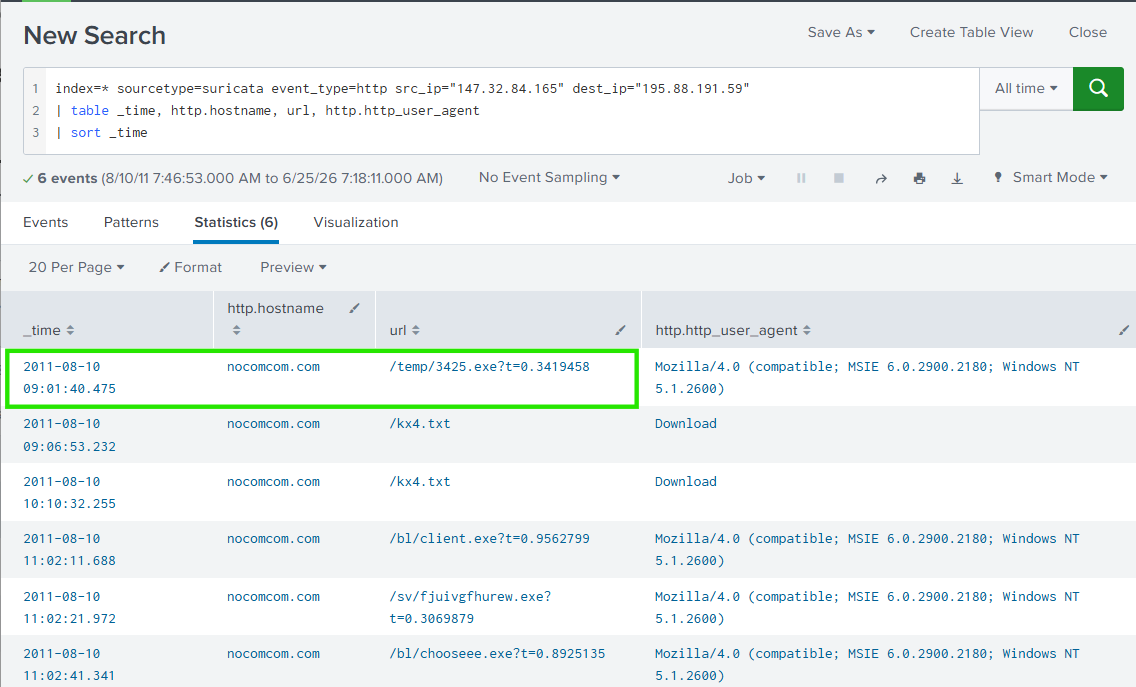 New Search
Save As
Create Table View
Close
1 index=* sourcetype=suricata event_type=http src_ip="147.32.84.165" dest_ip="195.88.191.59"
2 | table _time, http.hostname, url, http.http_user_agent
3 | sort _time
All time
6 events (8/10/11 7:46:53.000 AM to 6/25/26 7:18:11.000 AM)
No Event Sampling
Job
Smart Mode
Events
Patterns
Statistics (6)
Visualization
20 Per Page
Format
Preview
_time
http.hostname
url
http.http_user_agent
2011-08-10
09:01:40.475
nocomcom.com
/temp/3425.exe?t=0.3419458
Mozilla/4.0 (compatible; MSIE 6.0.2900.2180; Windows NT
5.1.2600)
2011-08-10
09:06:53.232
nocomcom.com
/kx4.txt
Download
2011-08-10
10:10:32.255
nocomcom.com
/kx4.txt
Download
2011-08-10
11:02:11.688
nocomcom.com
/bl/client.exe?t=0.9562799
Mozilla/4.0 (compatible; MSIE 6.0.2900.2180; Windows NT
5.1.2600)
2011-08-10
11:02:21.972
nocomcom.com
/sv/fjuivgfhurew.exe?
t=0.3069879
Mozilla/4.0 (compatible; MSIE 6.0.2900.2180; Windows NT
5.1.2600)
2011-08-10
11:02:41.341
nocomcom.com
/bl/chooseee.exe?t=0.8925135
Mozilla/4.0 (compatible; MSIE 6.0.2900.2180; Windows NT
5.1.2600)